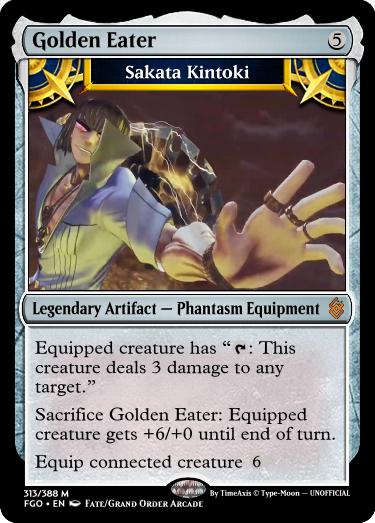 Golden Eater 5
Sakata Kintoki
Legendary Artifact — Phantasm Equipment
Equipped creature has “ : This
creature deals 3 damage to any
target.”
Sacrifice Golden Eater: Equipped
creature gets +6/+0 until end of turn.
Equip connected creature 6
313/388 M
FGO • EN Fate/Grand Order Arcade
By TimeAxis © Type-Moon — UNOFFICIAL